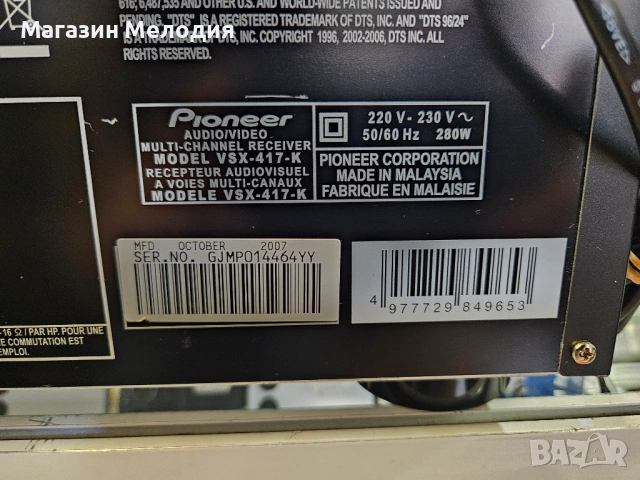 Магазин Мелодия
616; 6,487,535 AND OTHER U.S. AND WORLD-WIDE PATENTS ISSUED AND
PENDING. "DTS" IS A REGISTERED TRADEMARK OF DTS, INC. AND "DTS 96/24"
IS A TRADEMARK OF DTS, INC. COPYRIGHT 1996, 2002-2006, DTS INC. ALL
RIGHTS RESERVED.
Pioneer
AUDIO/VIDEO
MULTI-CHANNEL RECEIVER
MODEL VSX-417-K
RECEPTEUR AUDIOVISUEL
A VOIES MULTI-CANAUX
MODELE VSX-417-K
220 V - 230 V ~
50/60 Hz 280W
PIONEER CORPORATION
MADE IN MALAYSIA
FABRIQUE EN MALAISIE
MFD OCTOBER 2007
SER.NO. GJMP014464YY
4 977729 849653
-16 Ω / PAR HP. POUR UNE
E COMMUTATION EST
EMPLOI.
BAZAR